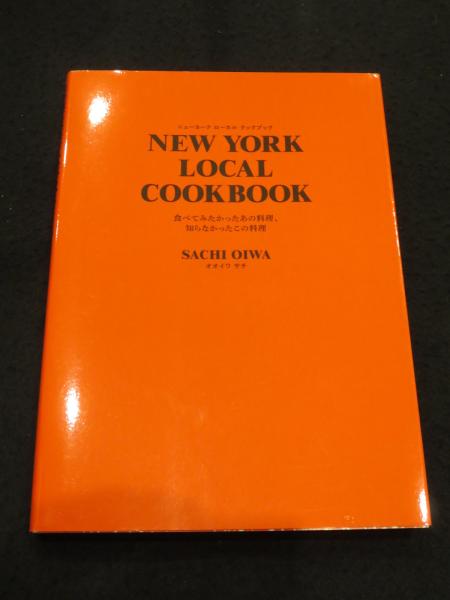 ニューヨーク ローカル クックブック
NEW YORK
LOCAL
COOKBOOK
食べてみたかったあの料理、
知らなかったこの料理
SACHI OIWA
オオイワ サチ